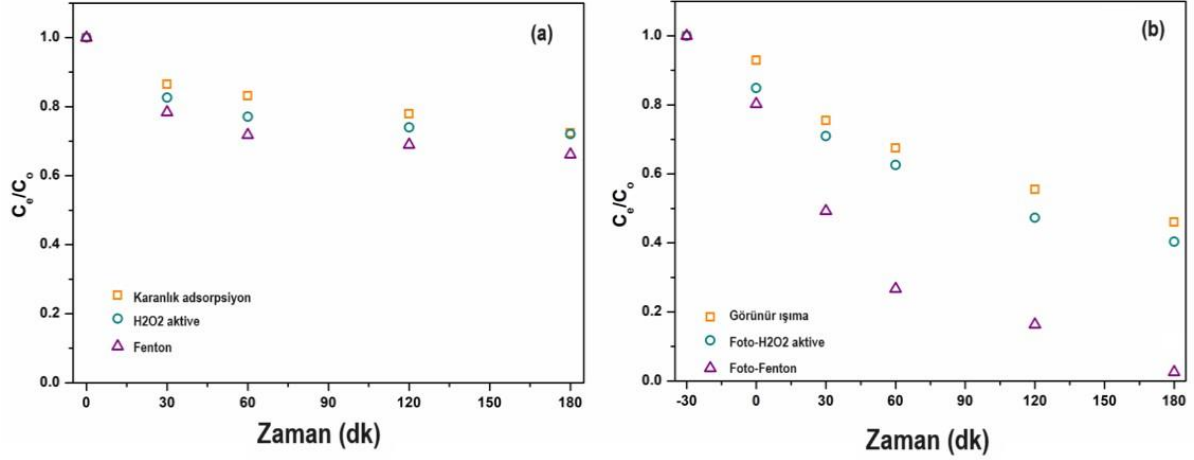 (a)
1.0
0.8
0.6
0.4
0.2
0.0
Ce/Co
Karanlık adsorpsiyon
H2O2 aktive
Fenton
0 30 60 90 120 150 180
Zaman (dk)
(b)
1.0
0.8
0.6
0.4
0.2
0.0
Ce/Co
Görünür ışıma
Foto-H2O2 aktive
Foto-Fenton
-30 0 30 60 90 120 150 180
Zaman (dk)